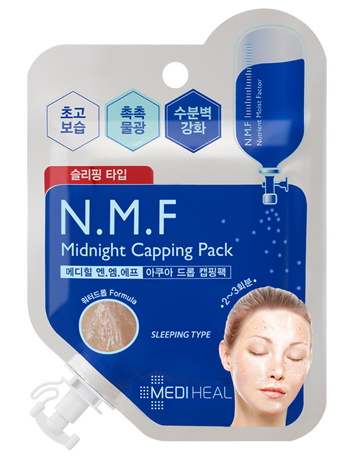 초고
보습
촉촉
물광
수분벽
강화
N.M.F
Nutrient Moist Factor
슬리핑 타입
N.M.F
Midnight Capping Pack
메디힐 엔.엠.에프 아쿠아 드롭 캡핑팩
워터드롭 Formula
2~3회분
SLEEPING TYPE
MEDIHEAL